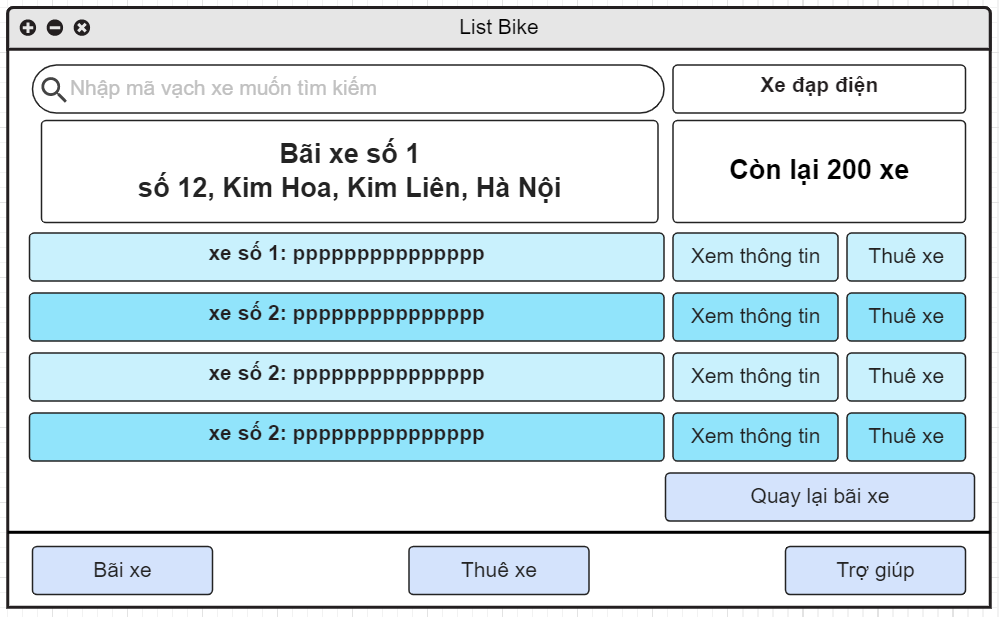 List Bike
Nhập mã vạch xe muốn tìm kiếm
Xe đạp điện
Bãi xe số 1
số 12, Kim Hoa, Kim Liên, Hà Nội
Còn lại 200 xe
xe số 1: ppppppppppppppp
Xem thông tin
Thuê xe
xe số 2: ppppppppppppppp
Xem thông tin
Thuê xe
xe số 2: ppppppppppppppp
Xem thông tin
Thuê xe
xe số 2: ppppppppppppppp
Xem thông tin
Thuê xe
Quay lại bãi xe
Bãi xe
Thuê xe
Trợ giúp